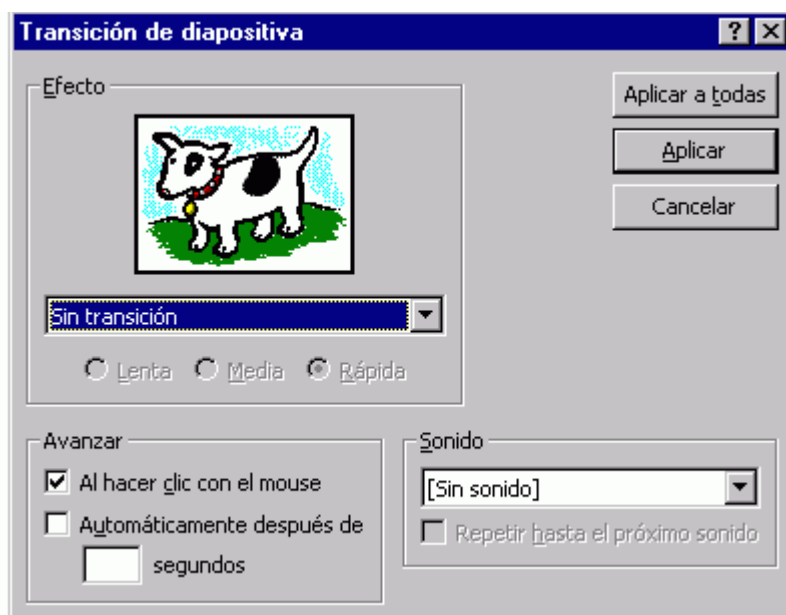 Transición de diapositiva
Efecto
Aplicar a todas
Aplicar
Cancelar
Sin transición
Lenta Media Rápida
Avanzar
Al hacer clic con el mouse
Automáticamente después de
segundos
Sonido
[Sin sonido]
Repetir hasta el próximo sonido